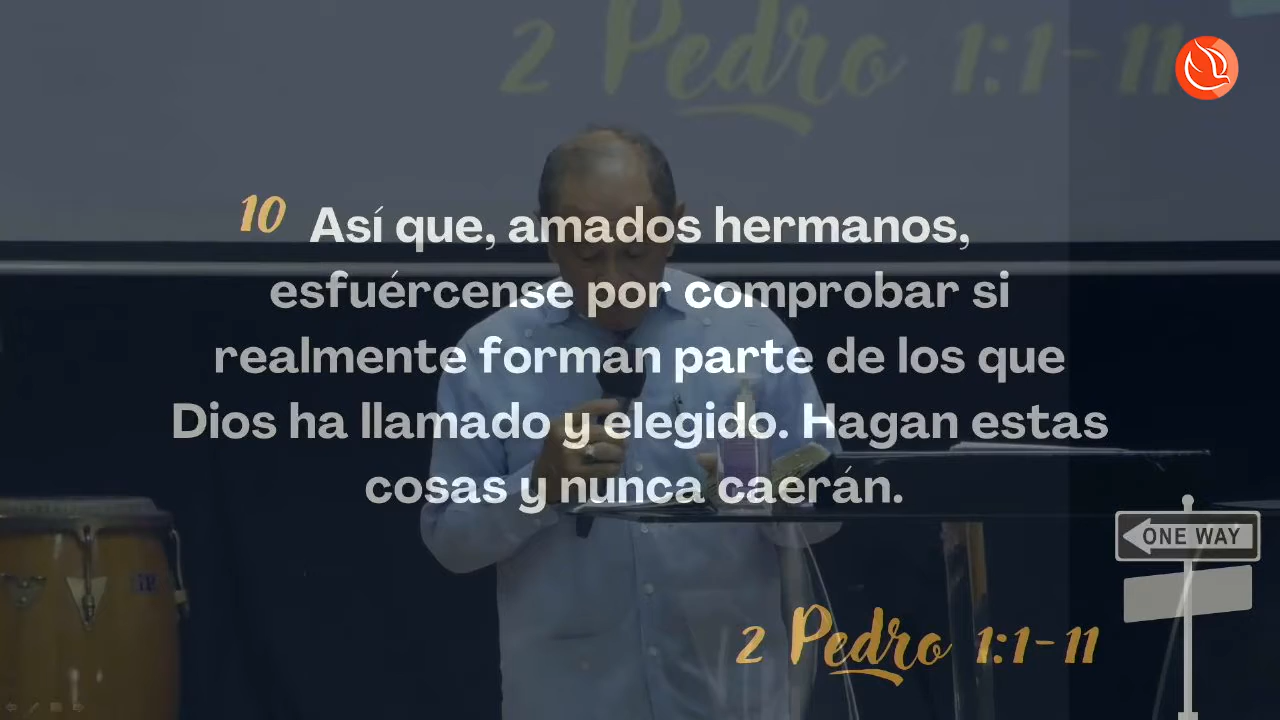 2 Pedro 1:1-11
10 Así que, amados hermanos,
esfuércense por comprobar si
realmente forman parte de los que
Dios ha llamado y elegido. Hagan estas
cosas y nunca caerán.
ONE WAY
2 Pedro 1:1-11